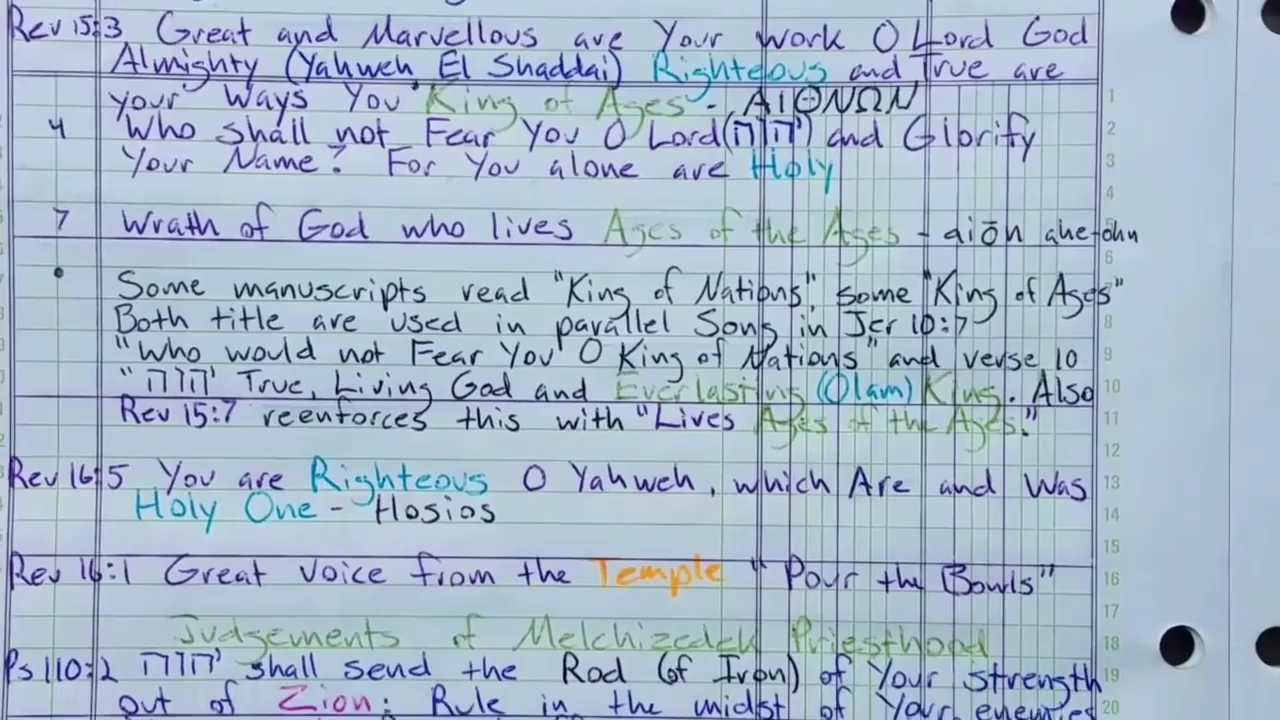 Rev 15:3 Great and Marvellous are Your work O Lord God
Almighty (Yahweh El Shaddai) Righteous and True are
your Ways You King of Ages - ΑΙΟΝΩΝ
4 Who shall not Fear You O Lord (יהוה) and Glorify
Your Name? For You alone are Holy
7 Wrath of God who lives Ages of the Ages - aiōn ahe-ohn
• Some manuscripts read "King of Nations", some "King of Ages"
Both title are used in parallel Song in Jer 10:7
"Who would not Fear You O King of Nations" and verse 10
"יהוה True, Living God and Everlasting (Olam) King. Also
Rev 15:7 reenforces this with "Lives Ages of the Ages."
Rev 16:5 You are Righteous O Yahweh, which Are and Was
Holy One - Hosios
Rev 16:1 Great Voice from the Temple "Pour the Bowls"
Judgements of Melchizedek Priesthood
Ps 110:2 יהוה shall send the Rod (of Iron) of Your strength
out of Zion: Rule in the midst of Your enemies
1
2
3
4
5
6
7
8
9
10
11
12
13
14
15
16
17
18
19
20